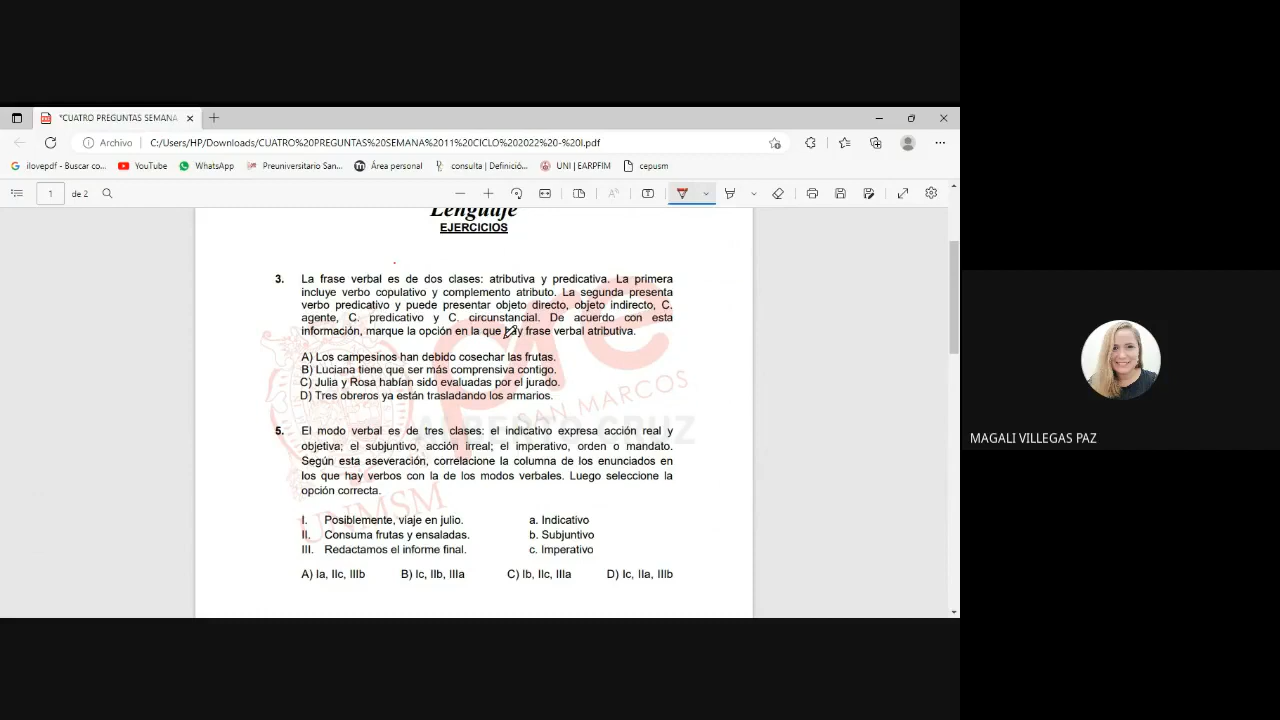 *CUATRO PREGUNTAS SEMANA
Archivo
C:/Users/HP/Downloads/CUATRO%20PREGUNTAS%20SEMANA%2011%20CICLO%202022%20-%20I.pdf
ilovepdf - Buscar co...
YouTube
WhatsApp
Preuniversitario San...
Área personal
consulta | Definició...
UNI | EARPFIM
cepusm
1
de 2
Lenguaje
EJERCICIOS
3. La frase verbal es de dos clases: atributiva y predicativa. La primera
incluye verbo copulativo y complemento atributo. La segunda presenta
verbo predicativo y puede presentar objeto directo, objeto indirecto, C.
agente, C. predicativo y C. circunstancial. De acuerdo con esta
información, marque la opción en la que hay frase verbal atributiva.
A) Los campesinos han debido cosechar las frutas.
B) Luciana tiene que ser más comprensiva contigo.
C) Julia y Rosa habían sido evaluadas por el jurado.
D) Tres obreros ya están trasladando los armarios.
pre
SAN MARCOS
UNMSM
5. El modo verbal es de tres clases: el indicativo expresa acción real y
objetiva; el subjuntivo, acción irreal; el imperativo, orden o mandato.
Según esta aseveración, correlacione la columna de los enunciados en
los que hay verbos con la de los modos verbales. Luego seleccione la
opción correcta.
I. Posiblemente, viaje en julio. a. Indicativo
II. Consuma frutas y ensaladas. b. Subjuntivo
III. Redactamos el informe final. c. Imperativo
A) Ia, IIc, IIIb B) Ic, IIb, IIIa C) Ib, IIc, IIIa D) Ic, IIa, IIIb
MAGALI VILLEGAS PAZ